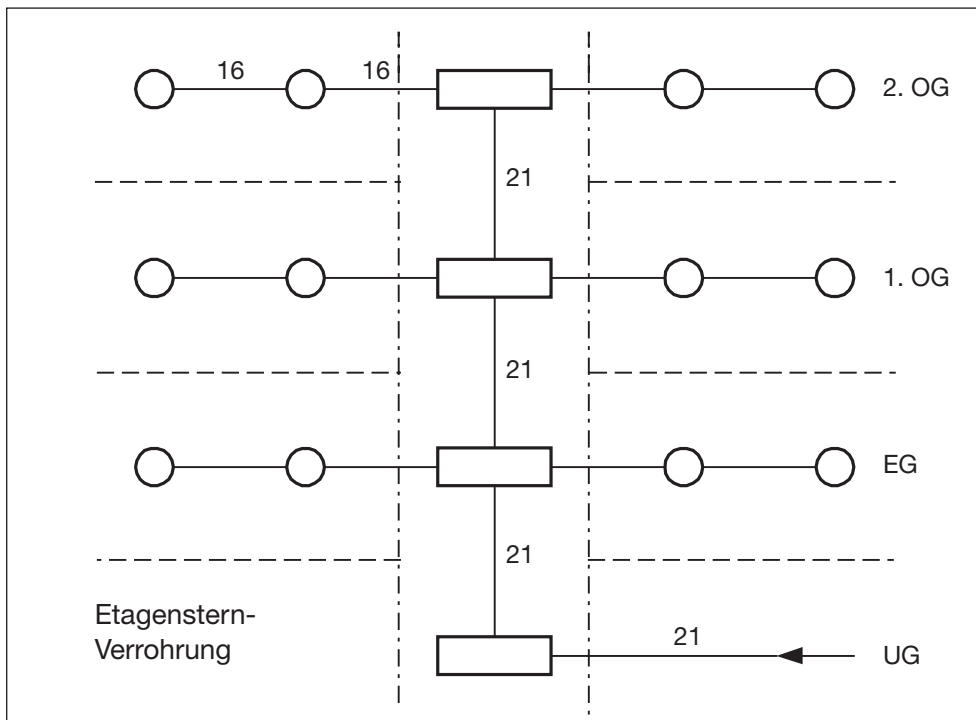 16 16 2. OG
21
1. OG
21
EG
21
Etagenstern-
Verrohrung
21
UG